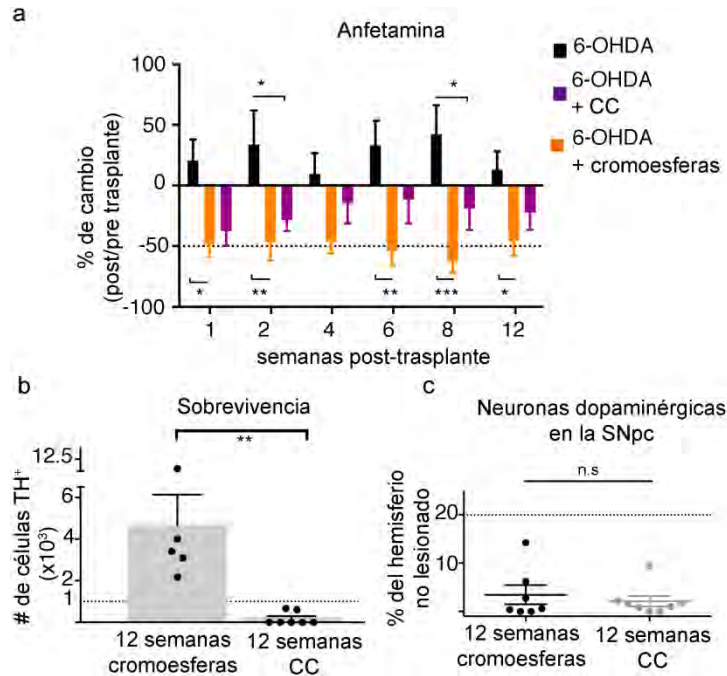 a
Anfetamina
6-OHDA
6-OHDA
+ CC
6-OHDA
+ cromoesferas
% de cambio
(post/pre trasplante)
100
50
0
-50
-100
*
*
*
**
**
***
*
1 2 4 6 8 12
semanas post-trasplante
b
Sobrevivencia
**
# de células TH+
(x10³)
12.5
6
4
2
1
12 semanas
cromoesferas
12 semanas
CC
c
Neuronas dopaminérgicas
en la SNpc
n.s
% del hemisferio
no lesionado
20
10
0
12 semanas
cromoesferas
12 semanas
CC